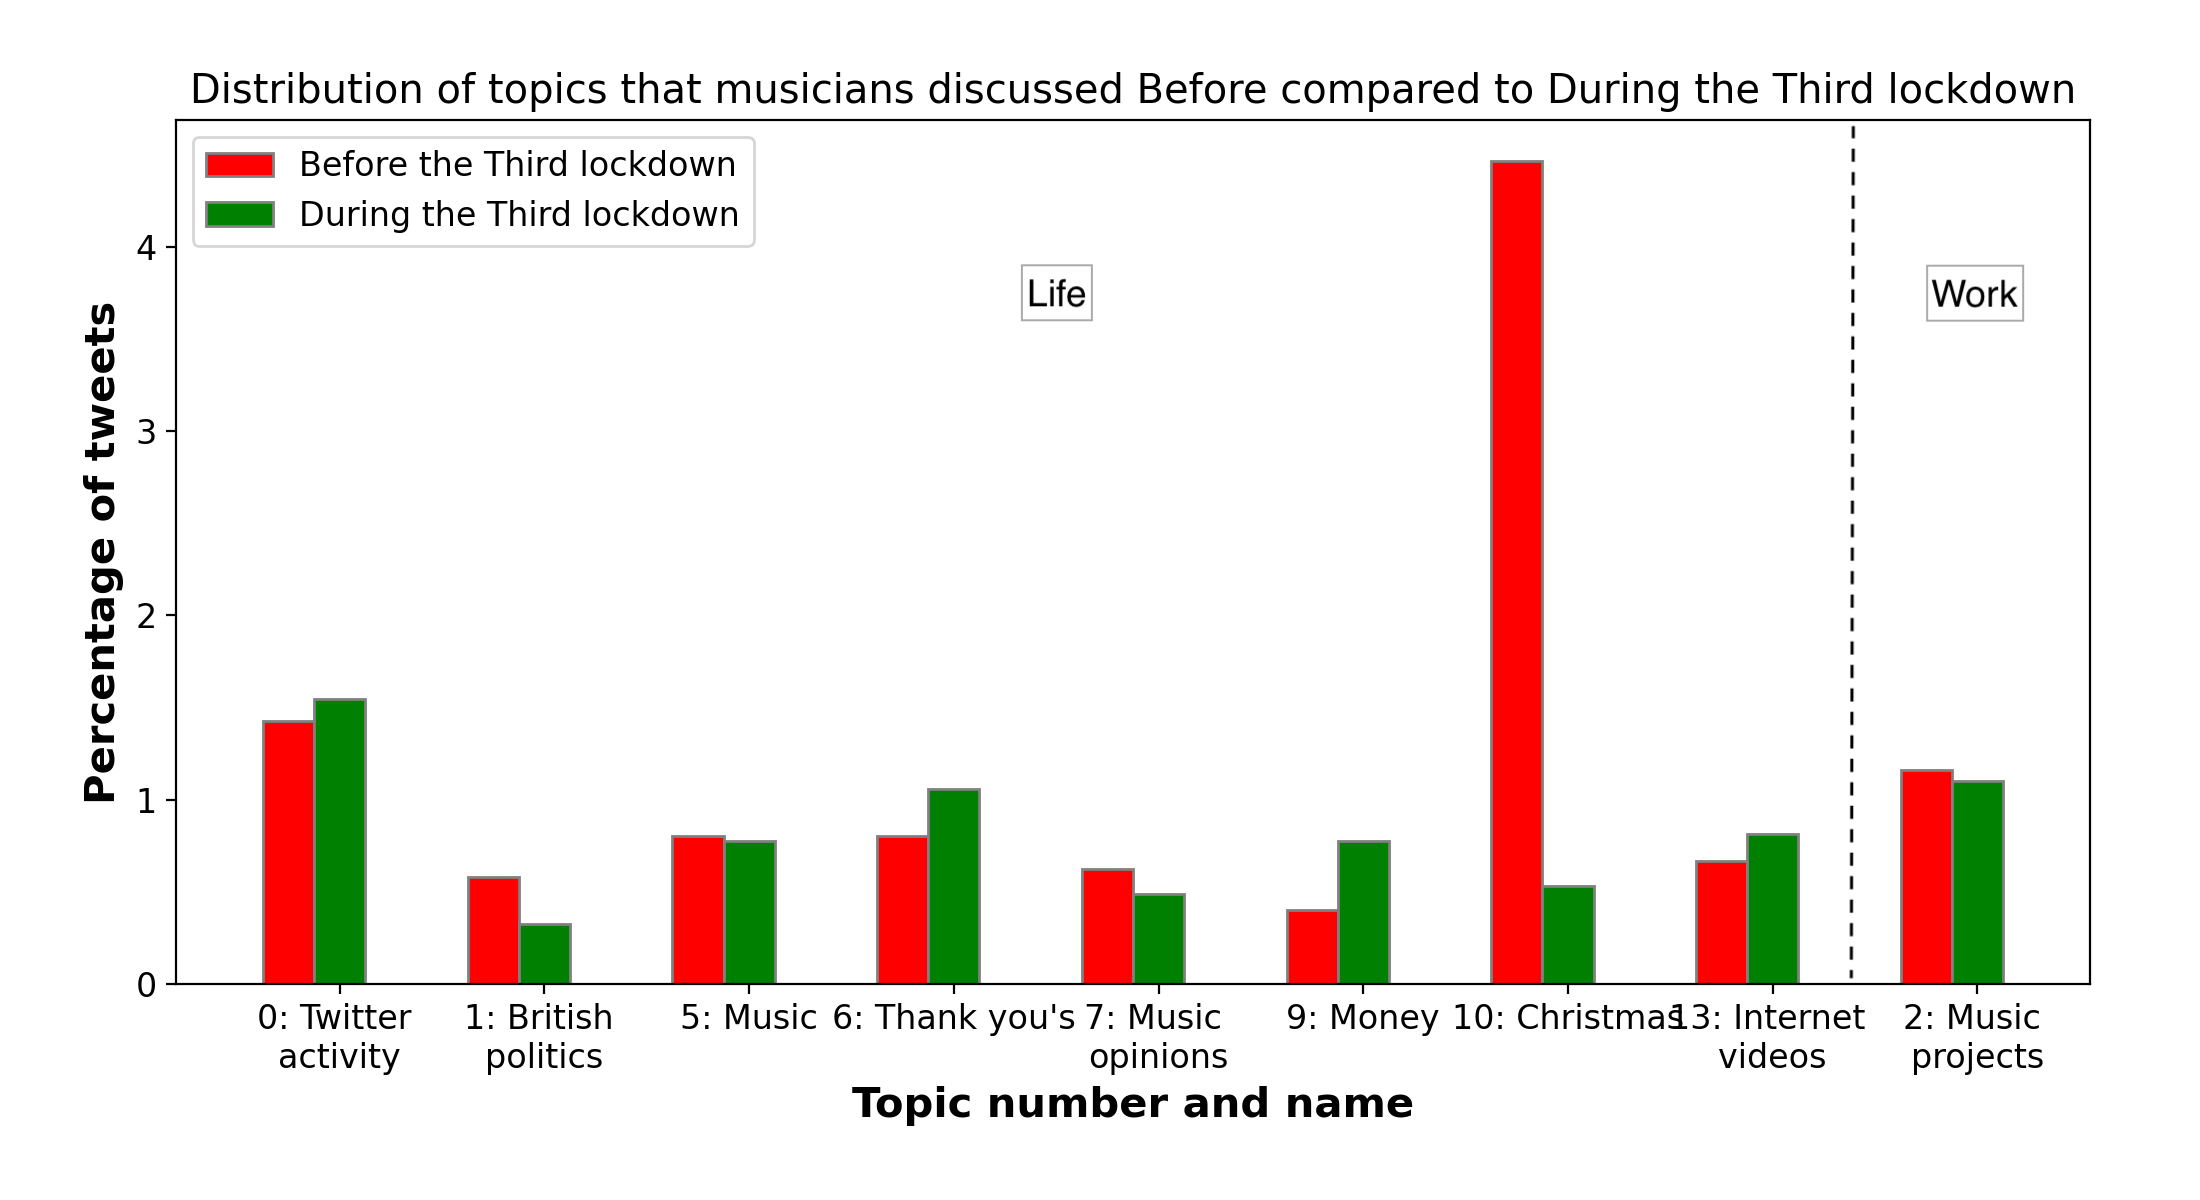 Distribution of topics that musicians discussed Before compared to During the Third lockdown
Before the Third lockdown
During the Third lockdown
Life
Work
Percentage of tweets
4
3
2
1
0
0: Twitter activity
1: British politics
5: Music
6: Thank you's
7: Music opinions
9: Money
10: Christmas
13: Internet videos
2: Music projects
Topic number and name